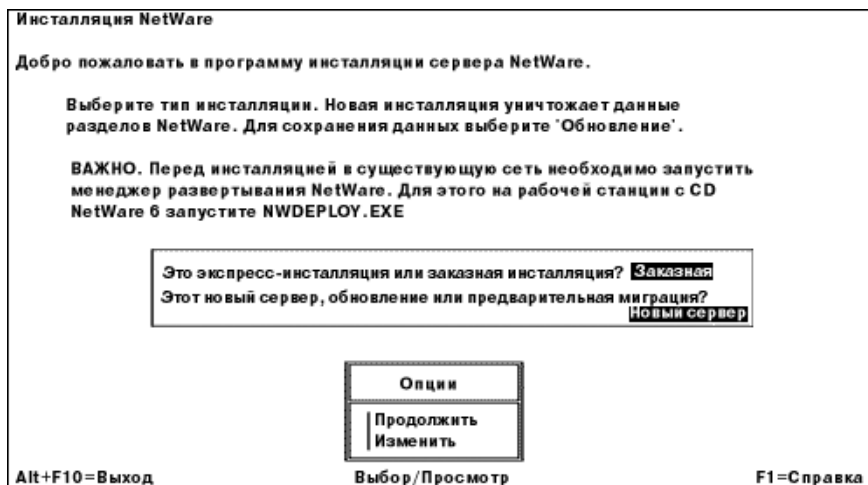 Инсталляция NetWare
Добро пожаловать в программу инсталляции сервера NetWare.
Выберите тип инсталляции. Новая инсталляция уничтожает данные
разделов NetWare. Для сохранения данных выберите 'Обновление'.
ВАЖНО. Перед инсталляцией в существующую сеть необходимо запустить
менеджер развертывания NetWare. Для этого на рабочей станции с CD
NetWare 6 запустите NWDEPLOY.EXE
Это экспресс-инсталляция или заказная инсталляция? Заказная
Этот новый сервер, обновление или предварительная миграция?
Новый сервер
Опции
Продолжить
Изменить
Alt+F10=Выход Выбор/Просмотр F1=Справка